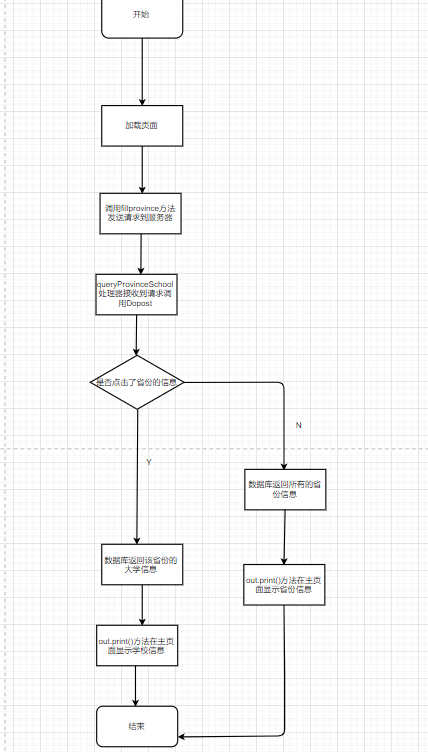 开始
加载页面
调用fillprovince方法
发送请求到服务器
queryProvinceSchool
处理器接收到请求调
用Dopost
是否点击了省份的信息
N
Y
数据库返回所有的省
份信息
数据库返回该省份的
大学信息
out.print()方法在主页
面显示省份信息
out.print()方法在主页
面显示学校信息
结束